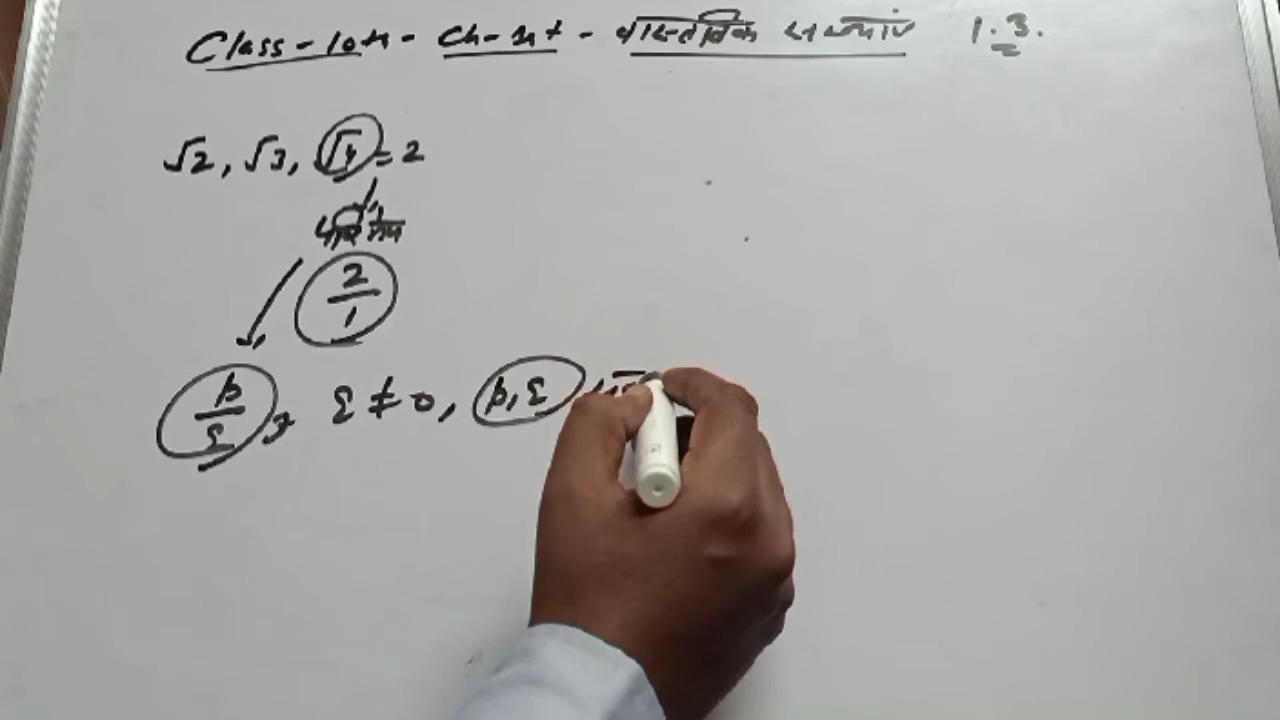 Class-10th- Ch-1st- वास्तविक संख्याएं 1.3.
√2, √3, √4 = 2
परिमेय
2/1
p/q, q ≠ 0, p, q